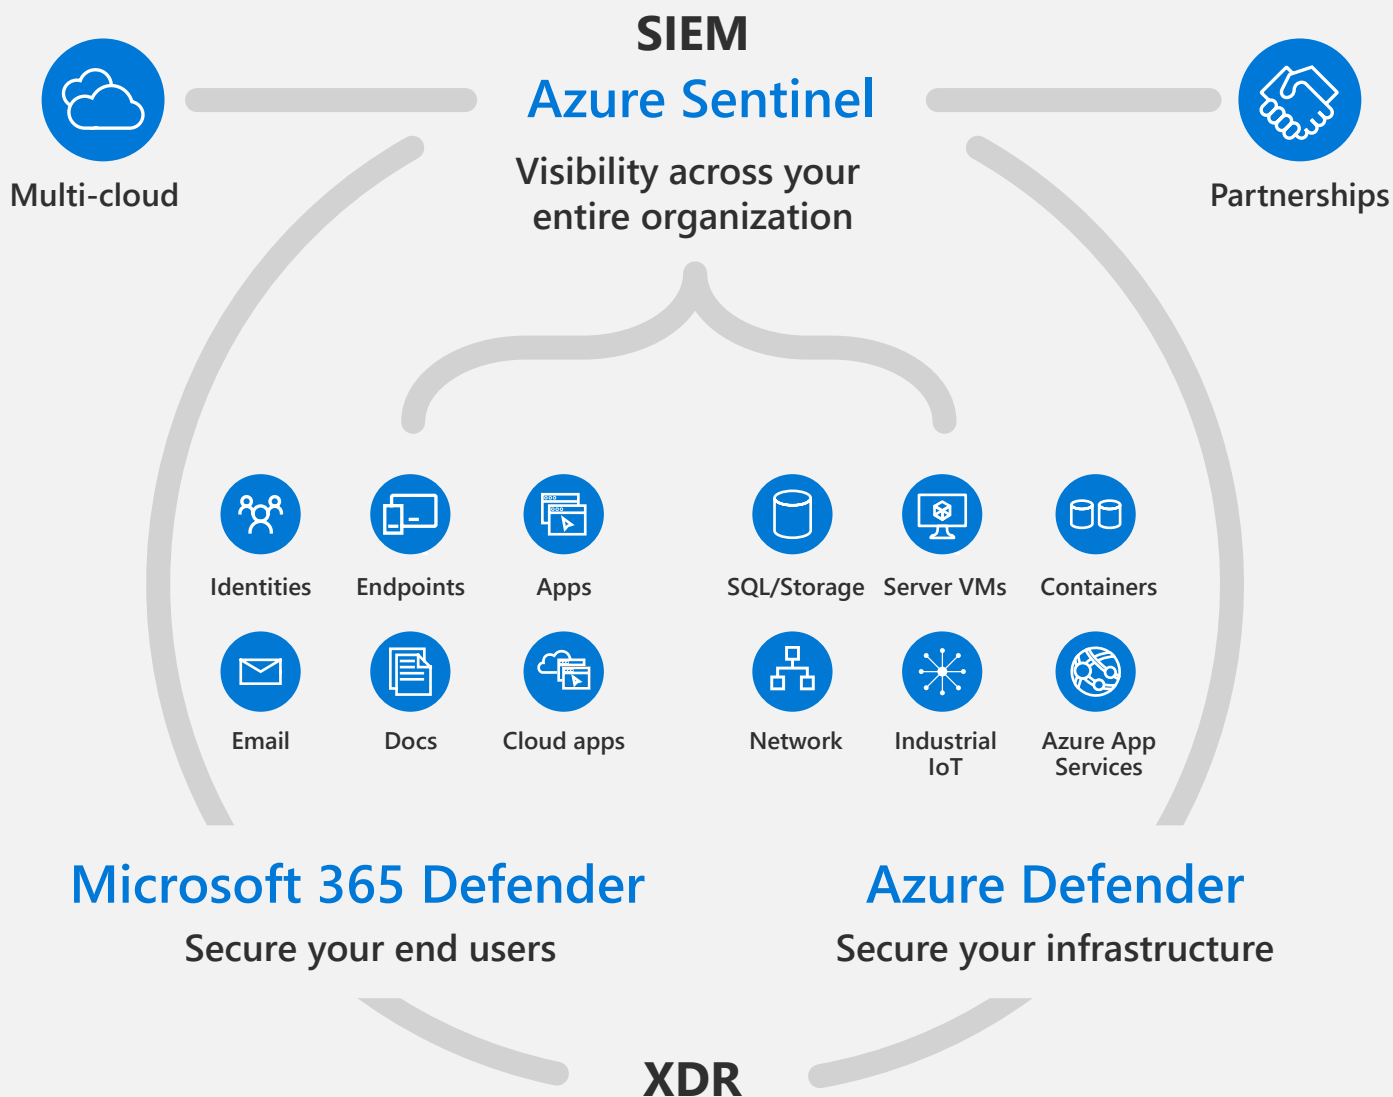 SIEM
Azure Sentinel
Multi-cloud
Visibility across your
entire organization
Partnerships
Identities
Endpoints
Apps
SQL/Storage
Server VMs
Containers
Email
Docs
Cloud apps
Network
Industrial
IoT
Azure App
Services
Microsoft 365 Defender
Secure your end users
Azure Defender
Secure your infrastructure
XDR